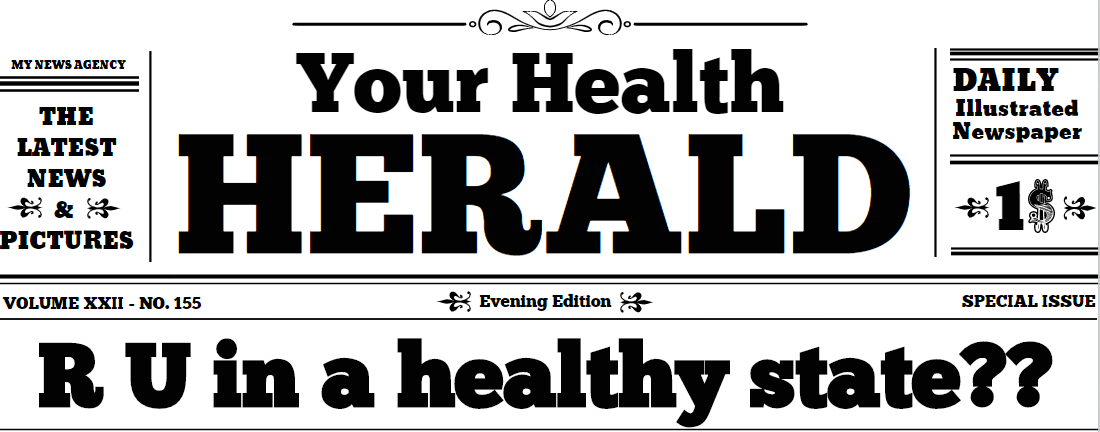 MY NEWS AGENCY
THE
LATEST
NEWS
&
PICTURES
Your Health
HERALD
DAILY
Illustrated
Newspaper
1$
VOLUME XXII - NO. 155
Evening Edition
SPECIAL ISSUE
R U in a healthy state??